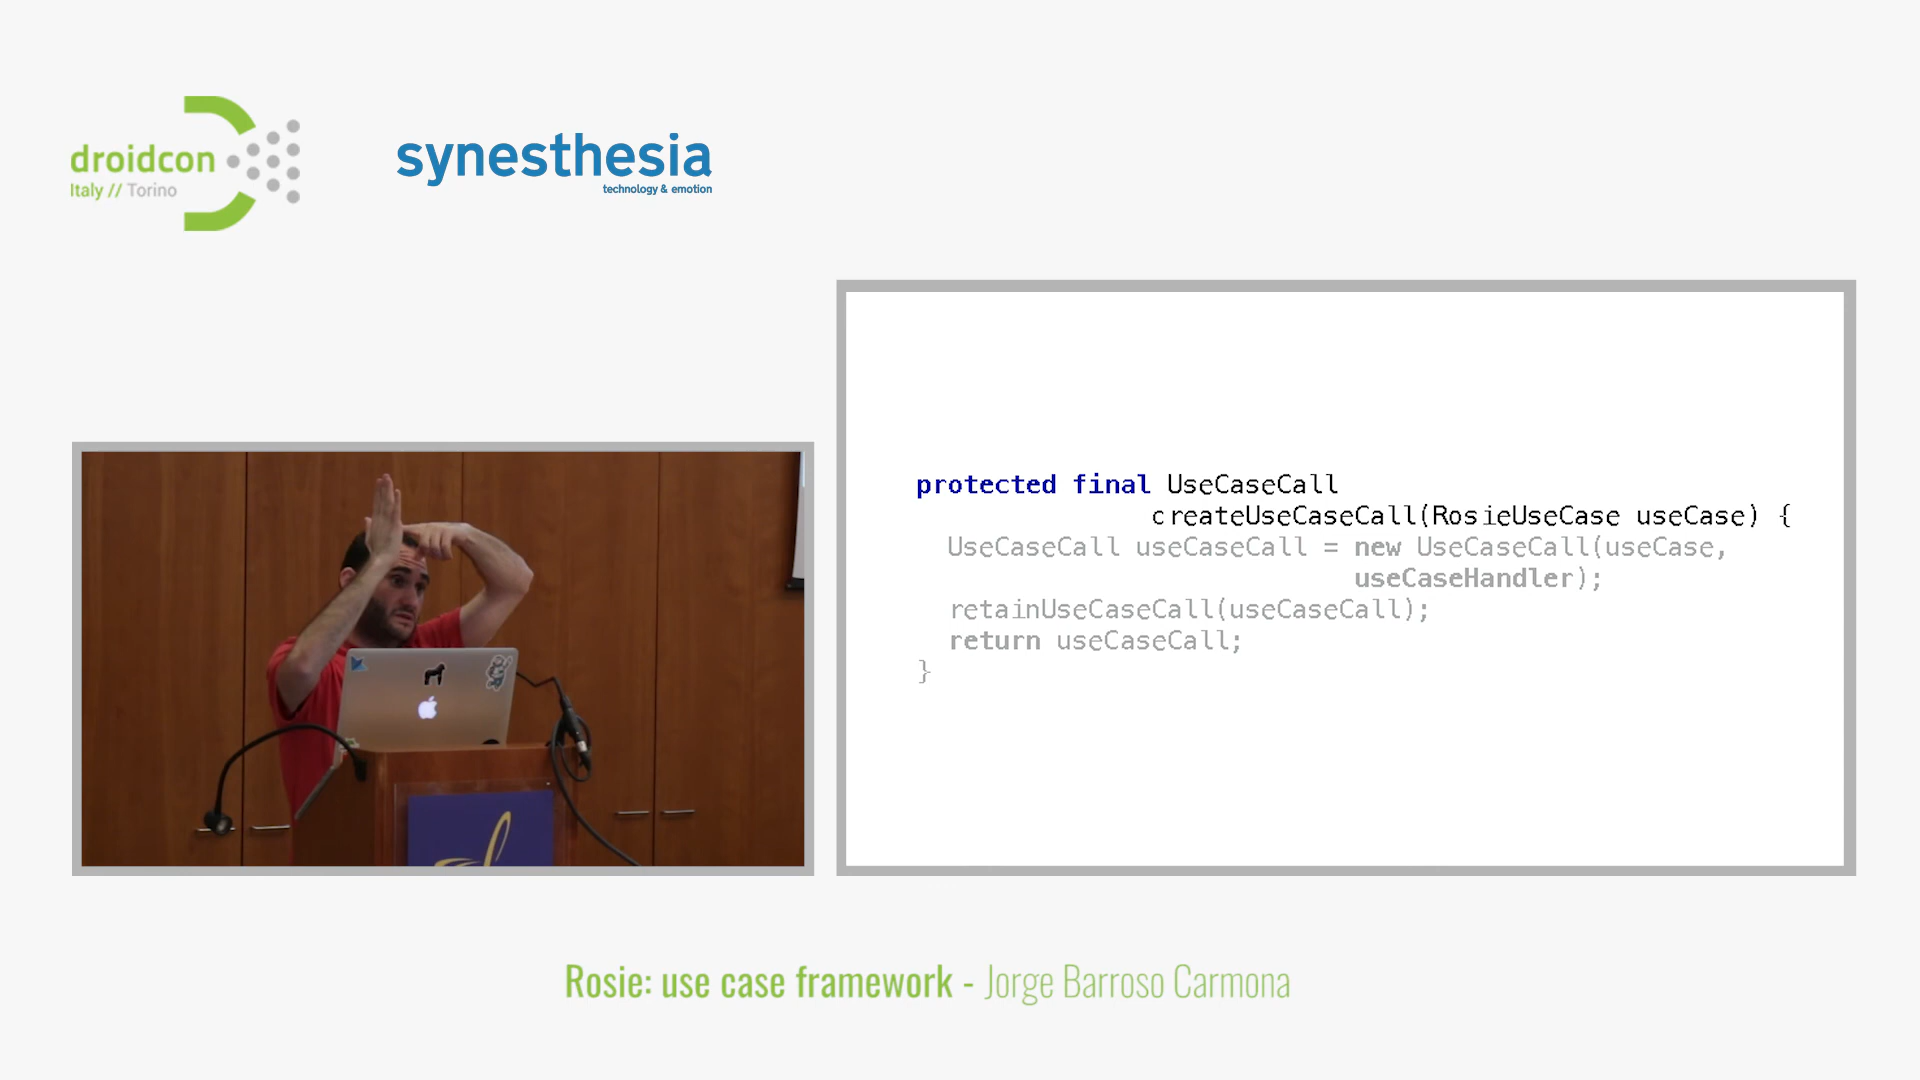 droidcon
Italy // Torino
synesthesia
technology & emotion
protected final UseCaseCall
createUseCaseCall(RosieUseCase useCase) {
UseCaseCall useCaseCall = new UseCaseCall(useCase,
useCaseHandler);
retainUseCaseCall(useCaseCall);
return useCaseCall;
}
Rosie: use case framework - Jorge Barroso Carmona